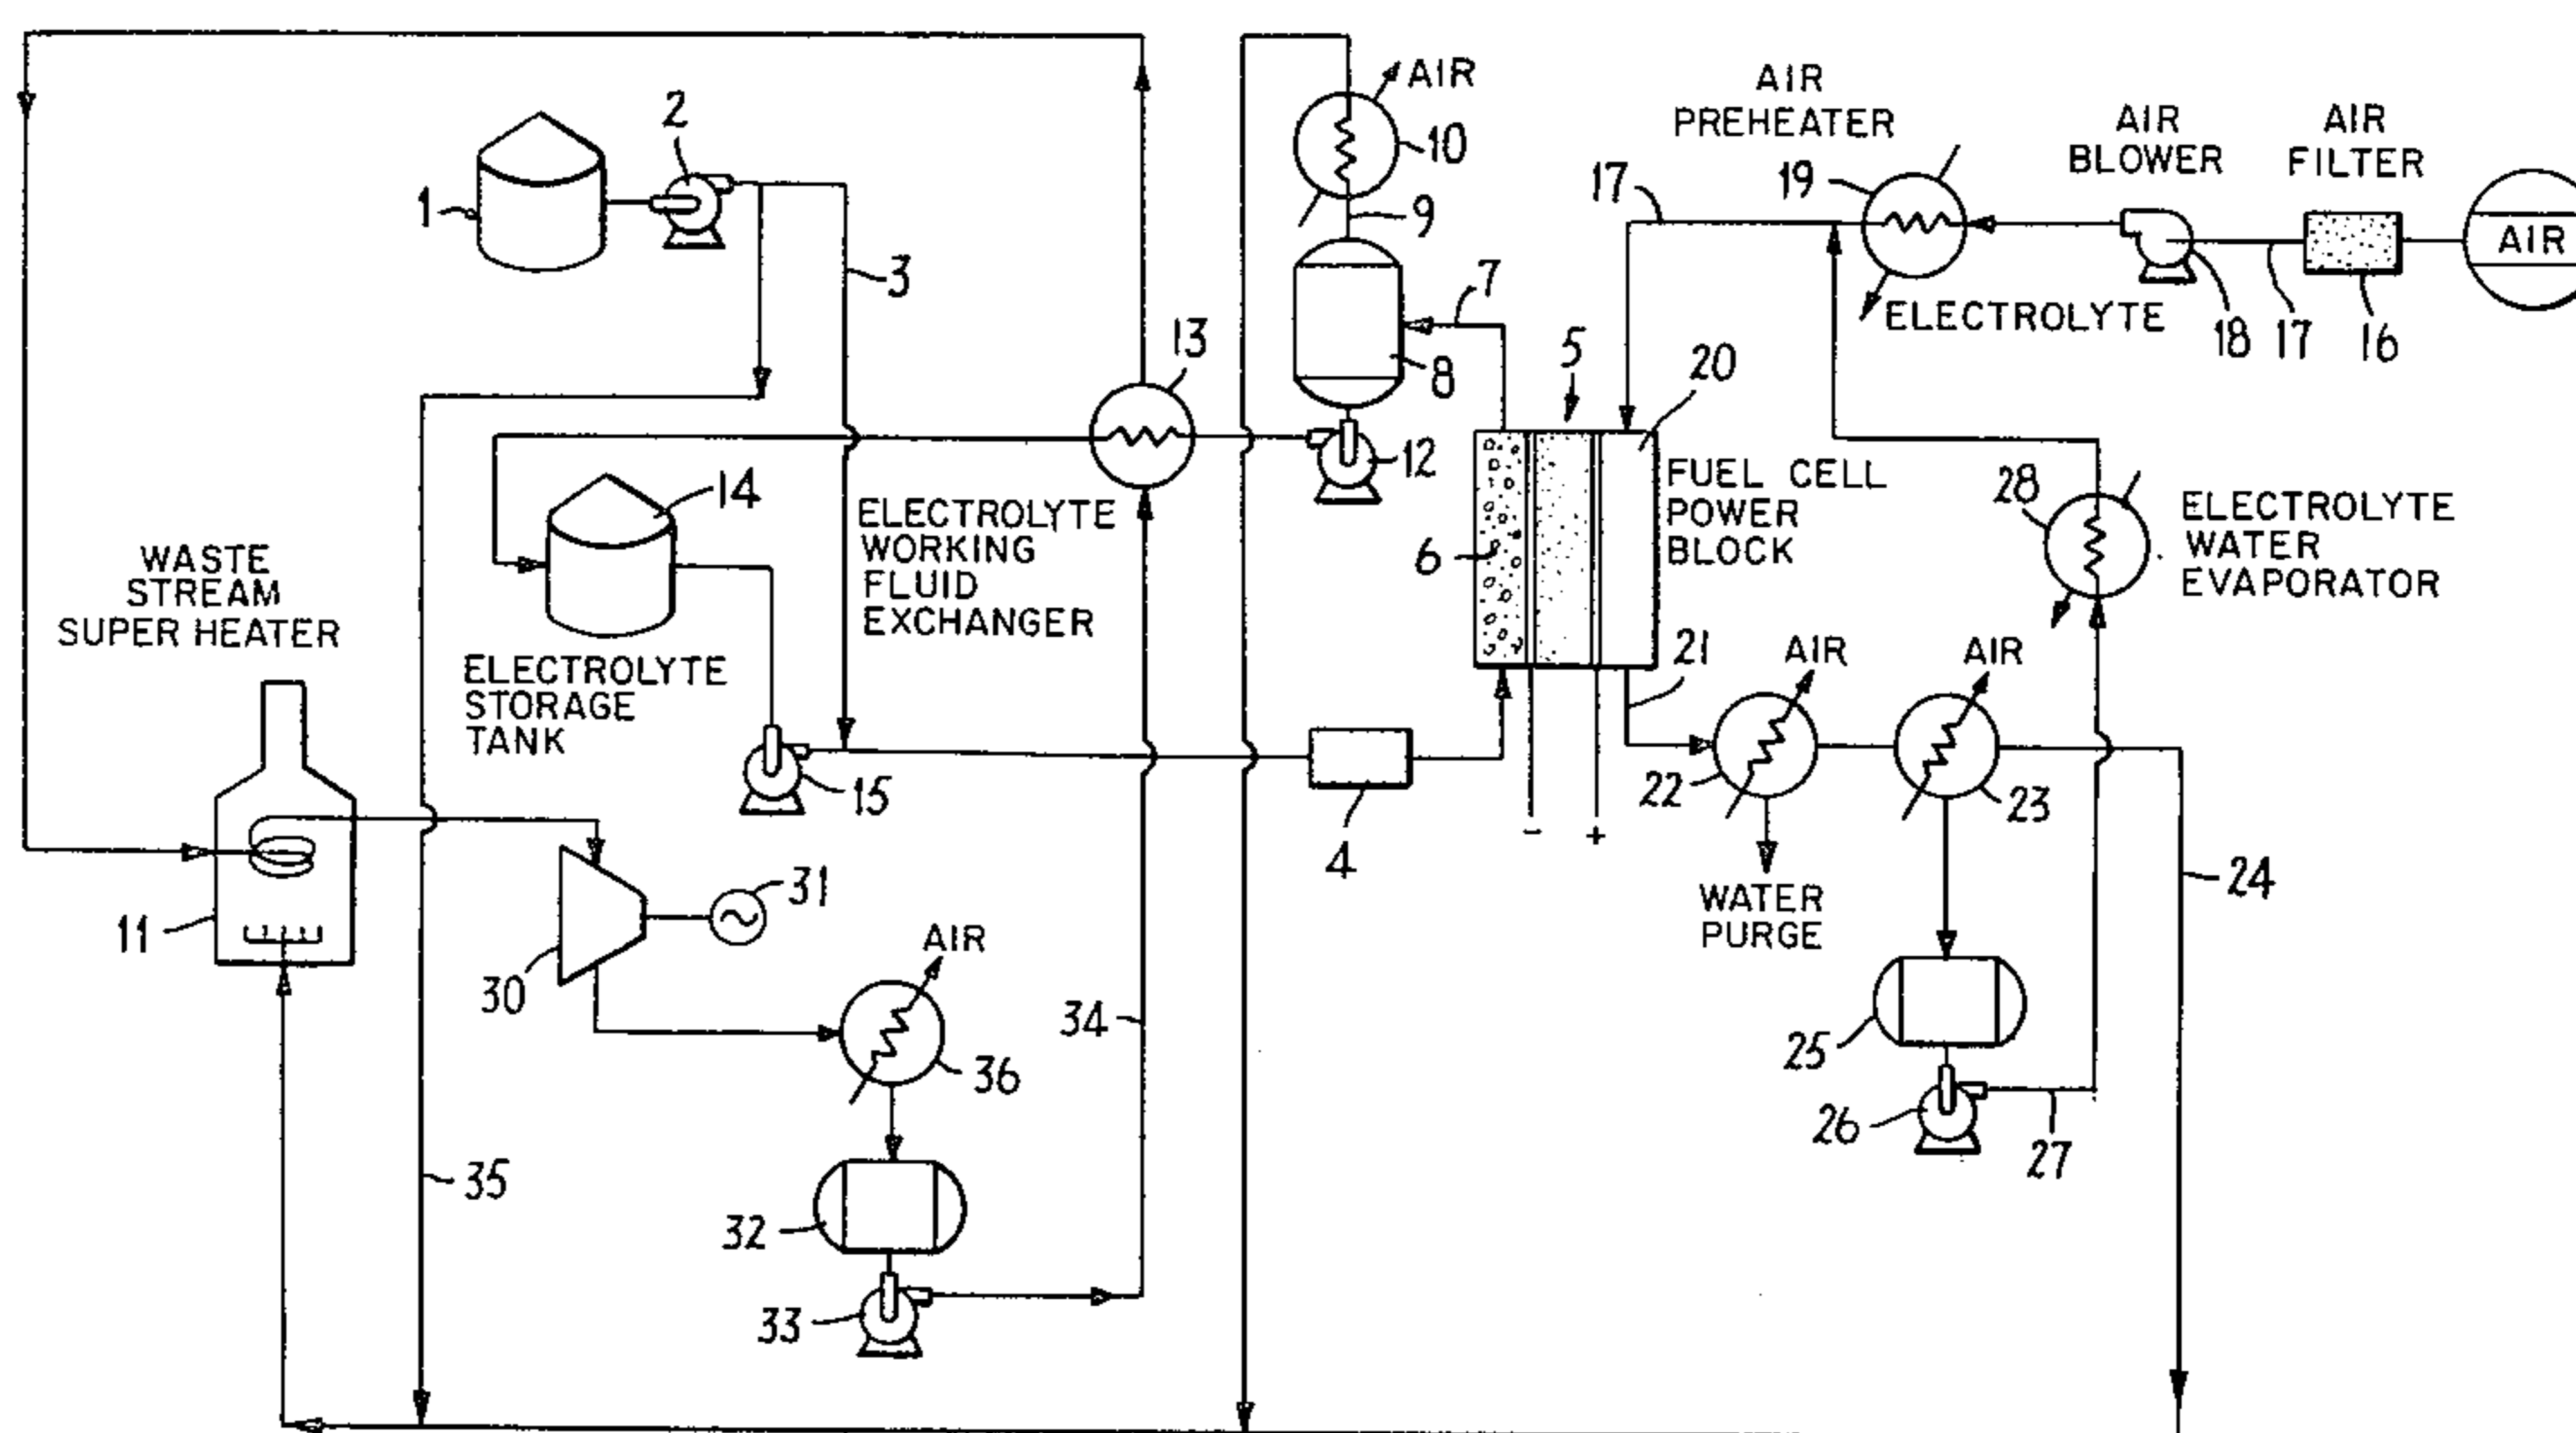 AIR
10
9
2
1
3
AIR
PREHEATER
19
17
AIR
BLOWER
AIR
FILTER
AIR
18
17
16
ELECTROLYTE
7
8
5
20
13
12
6
FUEL CELL
POWER
BLOCK
28
ELECTROLYTE
WATER
EVAPORATOR
14
ELECTROLYTE
WORKING
FLUID
EXCHANGER
WASTE
STREAM
SUPER HEATER
ELECTROLYTE
STORAGE
TANK
15
4
- +
21
AIR
AIR
22
23
WATER
PURGE
24
25
26
27
11
30
31
AIR
36
34
32
33
35